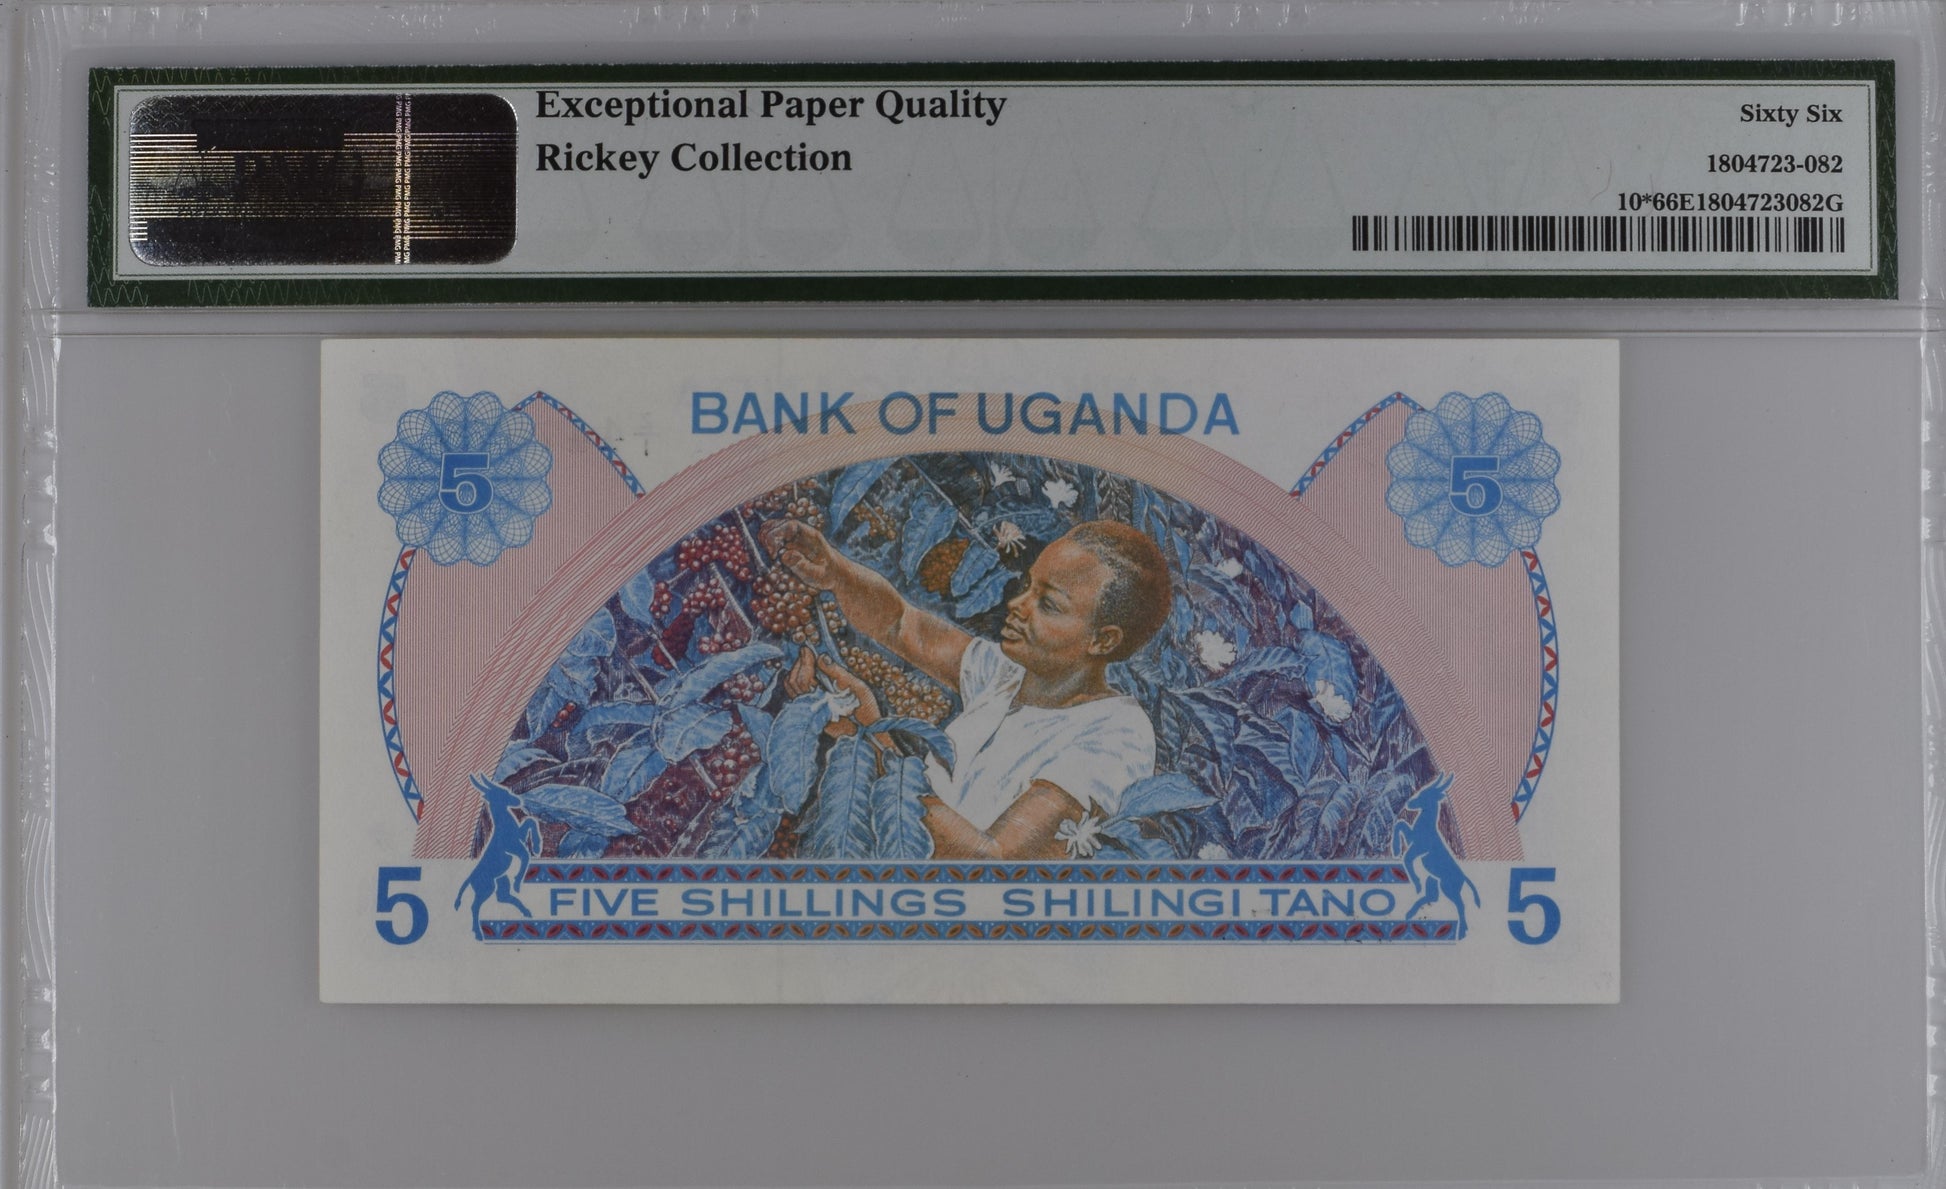 Exceptional Paper Quality
Rickey Collection
Sixty Six
1804723-082
10*66E1804723082G
BANK OF UGANDA
5 5
5 FIVE SHILLINGS SHILINGI TANO 5